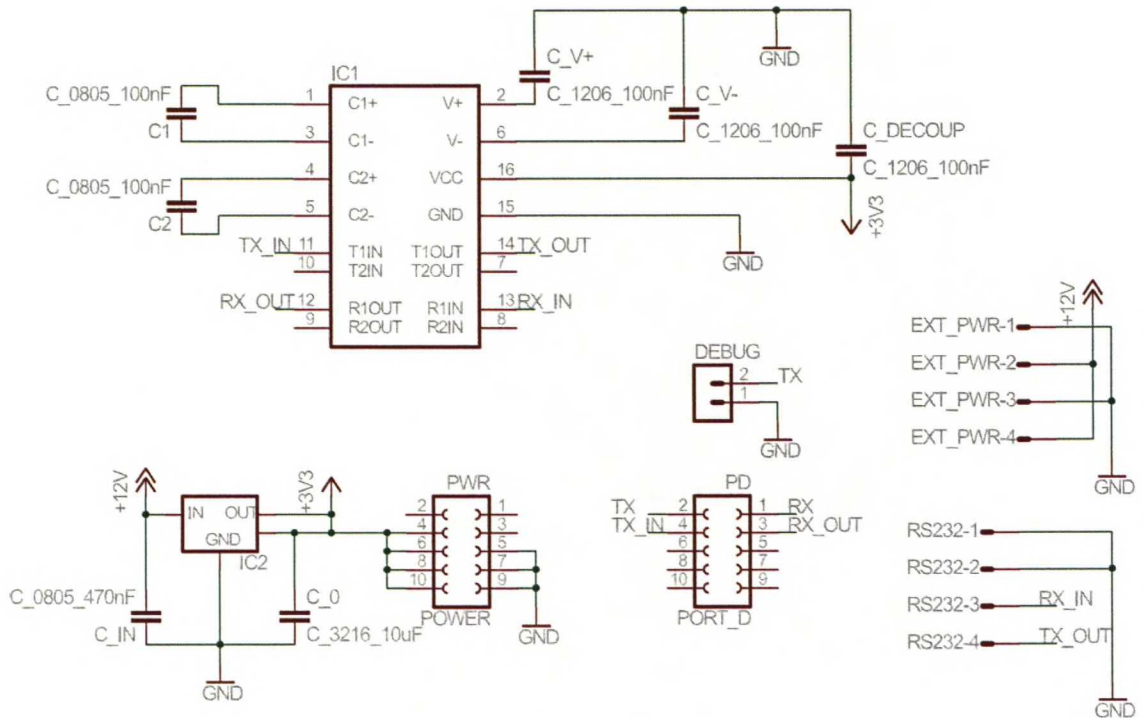 GND
C_V+
C_1206_100nF
C_V-
C_1206_100nF
C_DECOUP
C_1206_100nF
+3V3
IC1
C_0805_100nF
C1
C_0805_100nF
C2
1 C1+ V+ 2
3 C1- V- 6
4 C2+ VCC 16
5 C2- GND 15
TX_IN 11 T1IN T1OUT 14 TX_OUT
10 T2IN T2OUT 7
RX_OUT 12 R1OUT R1IN 13 RX_IN
9 R2OUT R2IN 8
GND
DEBUG
2 TX
1
GND
+12V
EXT_PWR-1
EXT_PWR-2
EXT_PWR-3
EXT_PWR-4
GND
+12V
IN OUT
GND
IC2
+3V3
C_0805_470nF
C_IN
C_0
C_3216_10uF
GND
PWR
2 1
4 3
6 5
8 7
10 9
POWER
GND
PD
TX 2 1 RX
TX_IN 4 3 RX_OUT
6 5
8 7
10 9
PORT_D
RS232-1
RS232-2
RS232-3 RX_IN
RS232-4 TX_OUT
GND